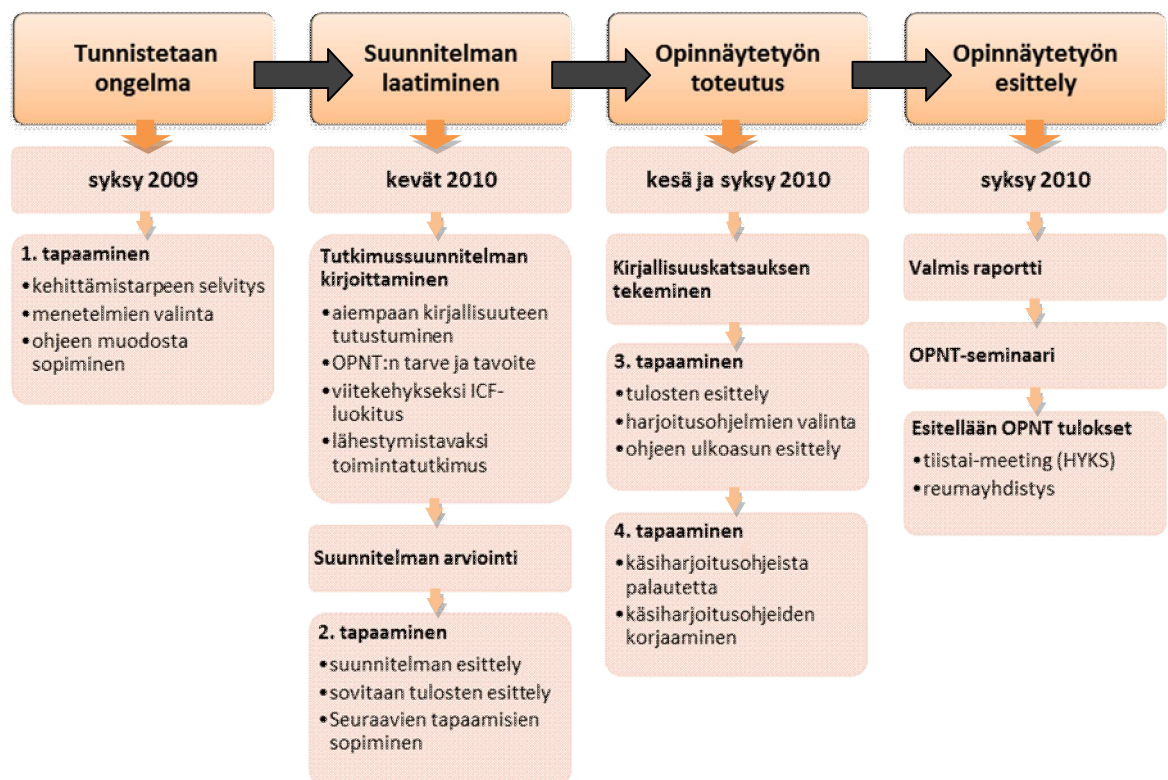 Tunnistetaan
ongelma
syksy 2009
1. tapaaminen
•kehittämistarpeen selvitys
•menetelmien valinta
•ohjeen muodosta
sopiminen
Suunnitelman
laatiminen
kevät 2010
Tutkimussuunnitelman
kirjoittaminen
•aiempaan kirjallisuuteen
tutustuminen
•OPNT:n tarve ja tavoite
•viitekehykseksi ICF-
luokitus
•lähestymistavaksi
toimintatutkimus
Suunnitelman arviointi
2. tapaaminen
•suunnitelman esittely
•sovitaan tulosten esittely
•Seuraavien tapaamisien
sopiminen
Opinnäytetyön
toteutus
kesä ja syksy 2010
Kirjallisuuskatsauksen
tekeminen
3. tapaaminen
•tulosten esittely
•harjoitusohjelmien valinta
•ohjeen ulkoasun esittely
4. tapaaminen
•käsiharjoitusohjeista
palautetta
•käsiharjoitusohjeiden
korjaaminen
Opinnäytetyön
esittely
syksy 2010
Valmis raportti
OPNT-seminaari
Esitellään OPNT tulokset
•tiistai-meeting (HYKS)
•reumayhdistys